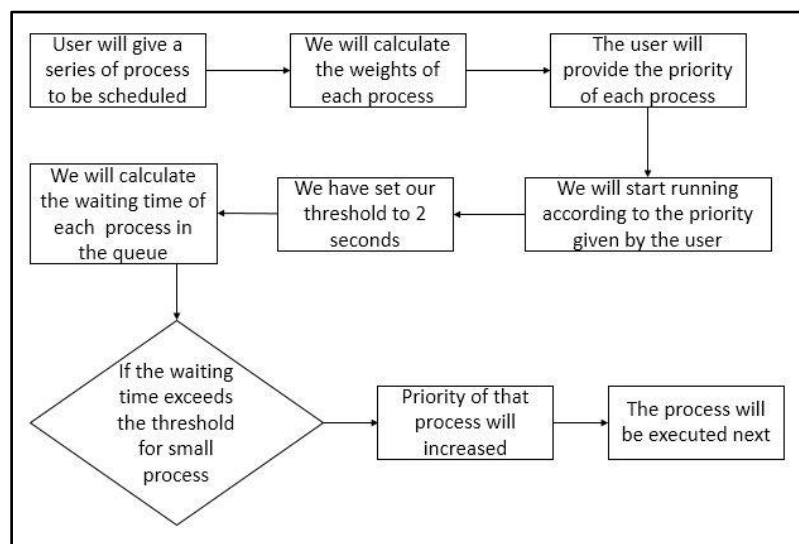 User will give a
series of process
to be scheduled
We will calculate
the weights of
each process
The user will
provide the priority
of each process
We will start running
according to the priority
given by the user
We have set our
threshold to 2
seconds
We will calculate
the waiting time of
each process in
the queue
If the waiting
time exceeds
the threshold
for small
process
Priority of that
process will
increased
The process will
be executed next